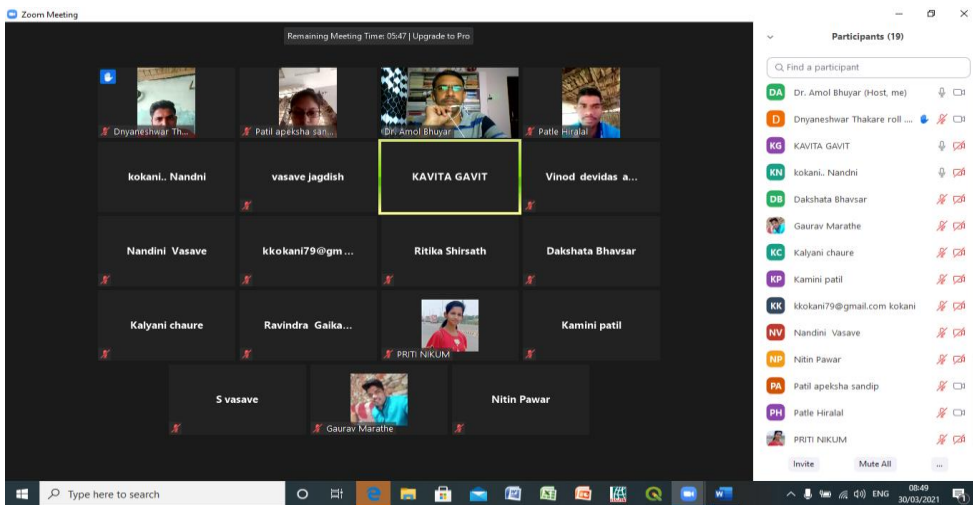 Zoom Meeting
Remaining Meeting Time: 05:47 | Upgrade to Pro
Dnyaneshwar Th...
Patil apeksha san...
Dr. Amol Bhuyar
Patle Hiralal
kokani.. Nandni
vasave jagdish
KAVITA GAVIT
Vinod devidas a...
Nandini Vasave
kkokani79@gm...
Ritika Shirsath
Dakshata Bhavsar
Kalyani chaure
Ravindra Gaika...
PRITI NIKUM
Kamini patil
S vasave
Gaurav Marathe
Nitin Pawar
Participants (19)
Find a participant
DA Dr. Amol Bhuyar (Host, me)
D Dnyaneshwar Thakare roll ....
KG KAVITA GAVIT
KN kokani.. Nandni
DB Dakshata Bhavsar
Gaurav Marathe
KC Kalyani chaure
KP Kamini patil
KK kkokani79@gmail.com kokani
NV Nandini Vasave
NP Nitin Pawar
PA Patil apeksha sandip
PH Patle Hiralal
PRITI NIKUM
Invite Mute All ...
Type here to search
ENG
08:49
30/03/2021